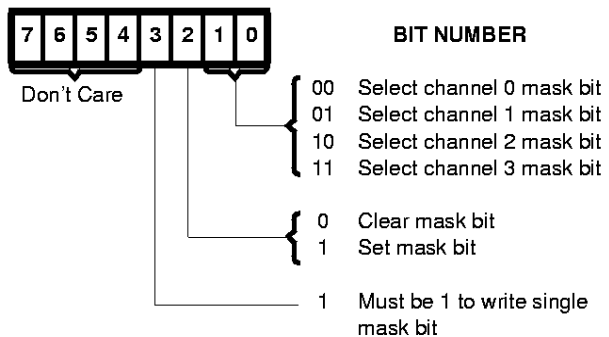 7 6 5 4 3 2 1 0 BIT NUMBER
Don't Care
00 Select channel 0 mask bit
01 Select channel 1 mask bit
10 Select channel 2 mask bit
11 Select channel 3 mask bit
0 Clear mask bit
1 Set mask bit
1 Must be 1 to write single
mask bit